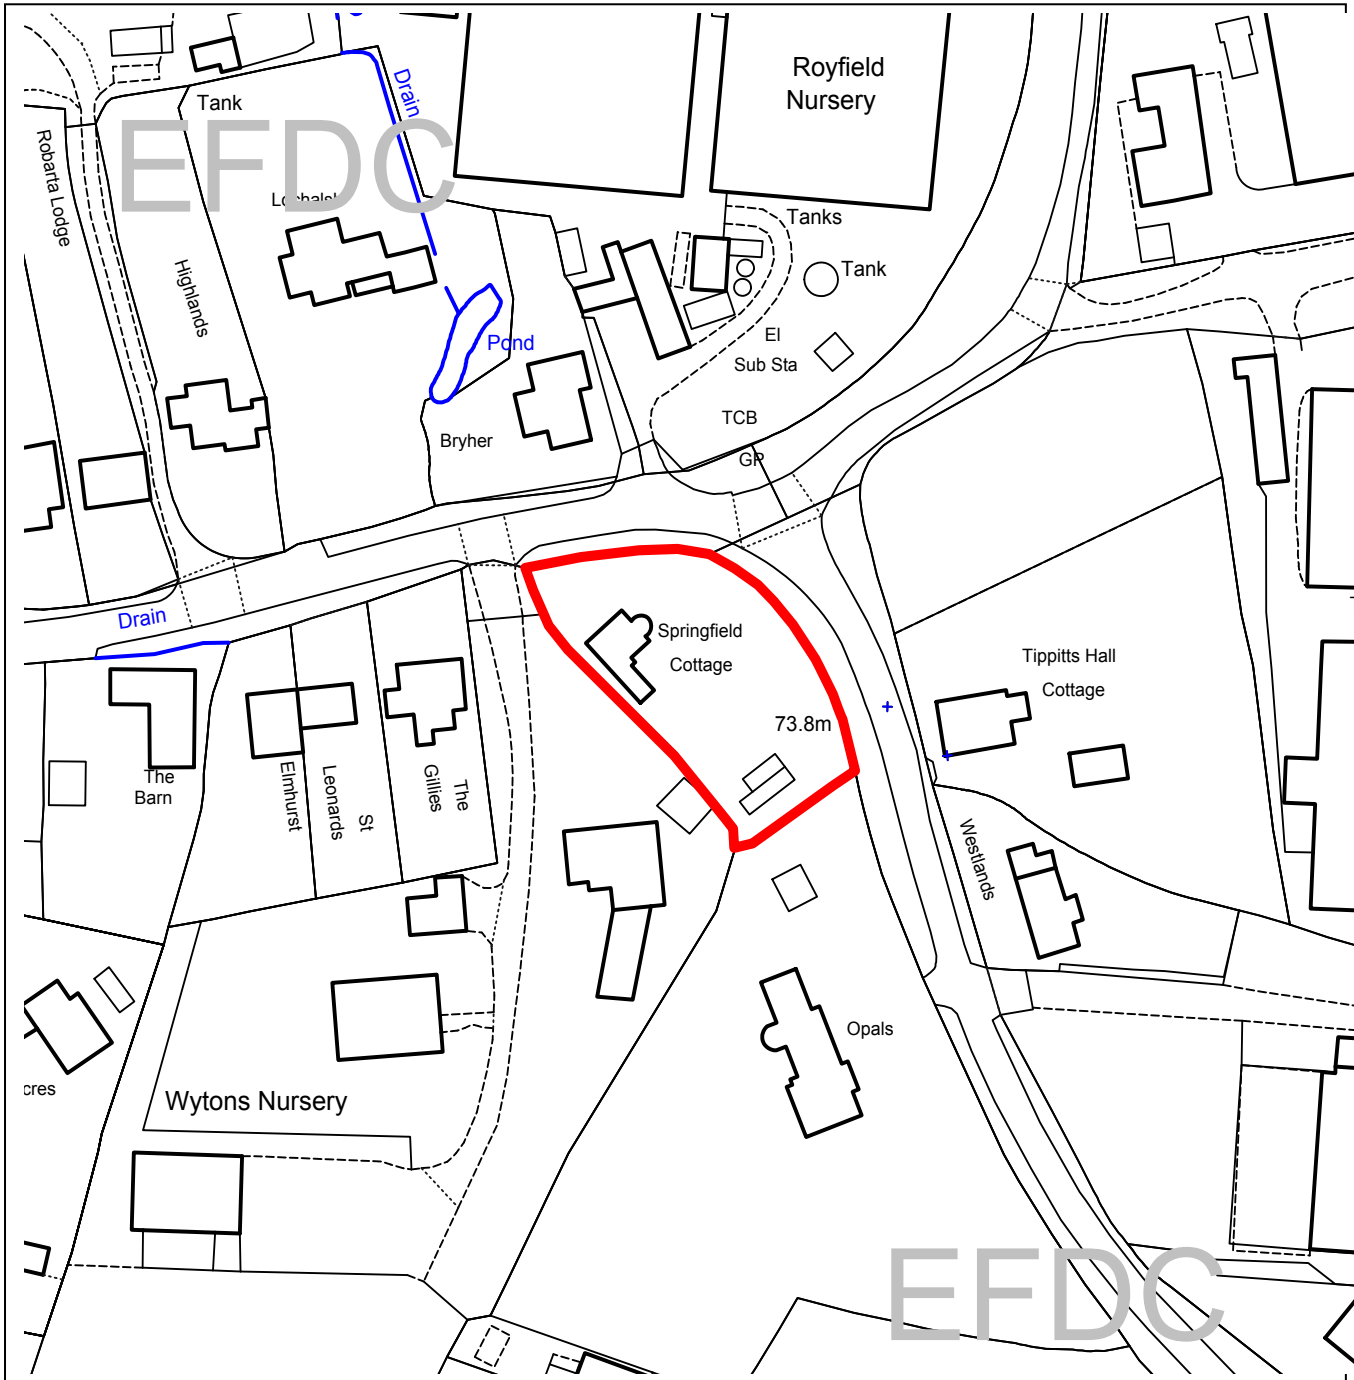 Royfield
Nursery
Drain
Tank
EFDC
Robarta Lodge
Lochalsh
Highlands
Tanks
Tank
Pond
El
Sub Sta
TCB
Bryher
GP
Drain
Springfield
Cottage
Tippitts Hall
Cottage
73.8m
The
Barn
Elmhurst
St
Leonards
The
Gillies
Westlands
Opals
cres
Wytons Nursery
EFDC